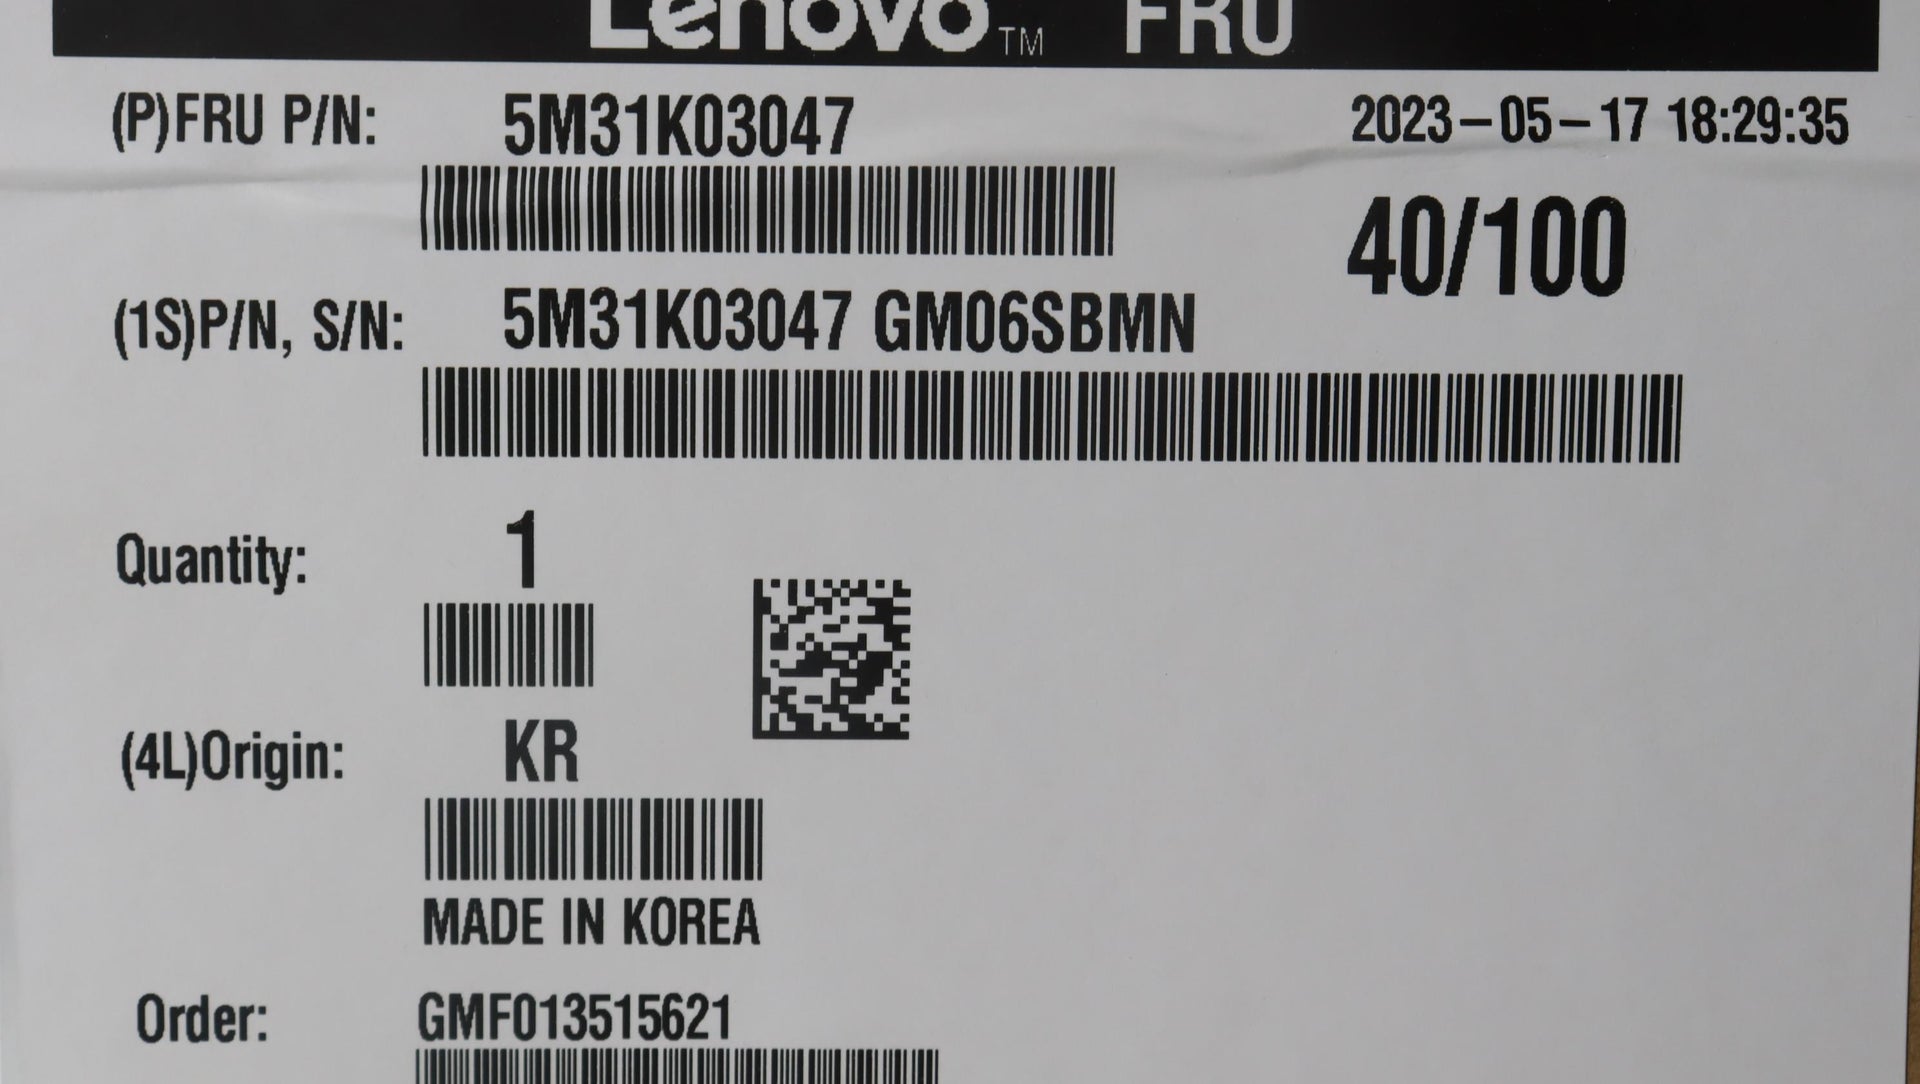 Lenovo™ FRU
(P)FRU P/N: 5M31K03047 2023-05-17 18:29:35
40/100
(1S)P/N, S/N: 5M31K03047 GM06SBMN
Quantity: 1
(4L)Origin: KR
MADE IN KOREA
Order: GMF013515621